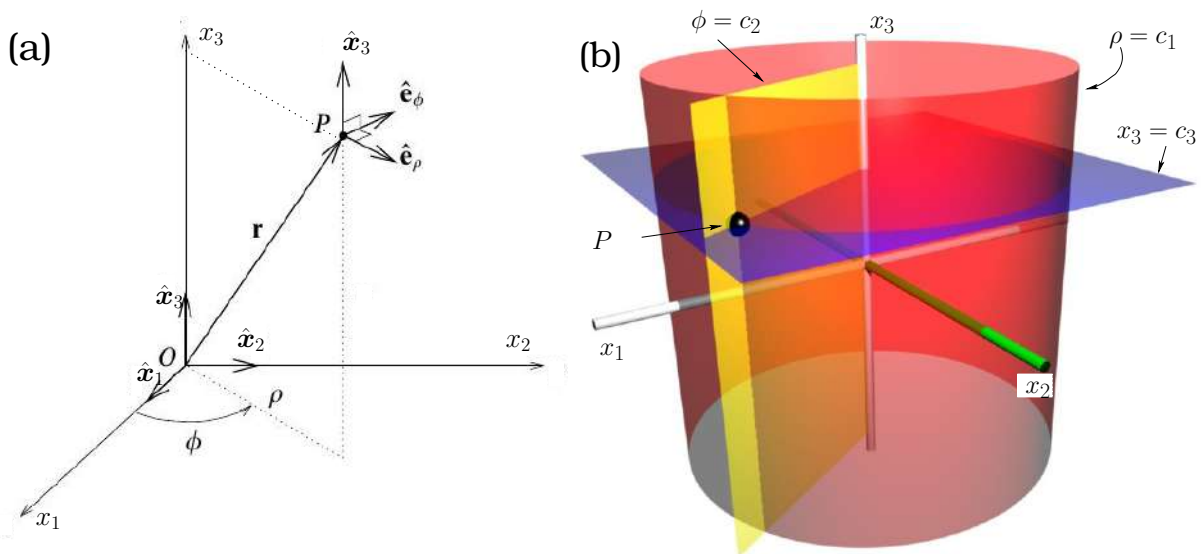 (a)
x₃
x̂₃
ê_ϕ
P
ê_ρ
r
x̂₃
O
x̂₂
x₂
x̂₁
ρ
ϕ
x₁
(b)
ϕ = c₂
x₃
ρ = c₁
x₃ = c₃
P
x₁
x₂